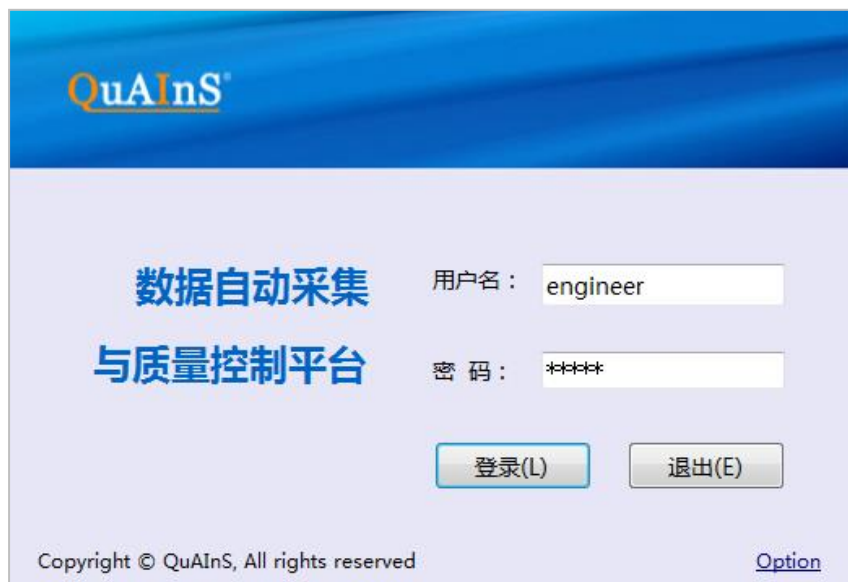 QuAInS®
数据自动采集
与质量控制平台
用户名：
engineer
密 码：
*****
登录(L)
退出(E)
Copyright © QuAInS, All rights reserved
Option